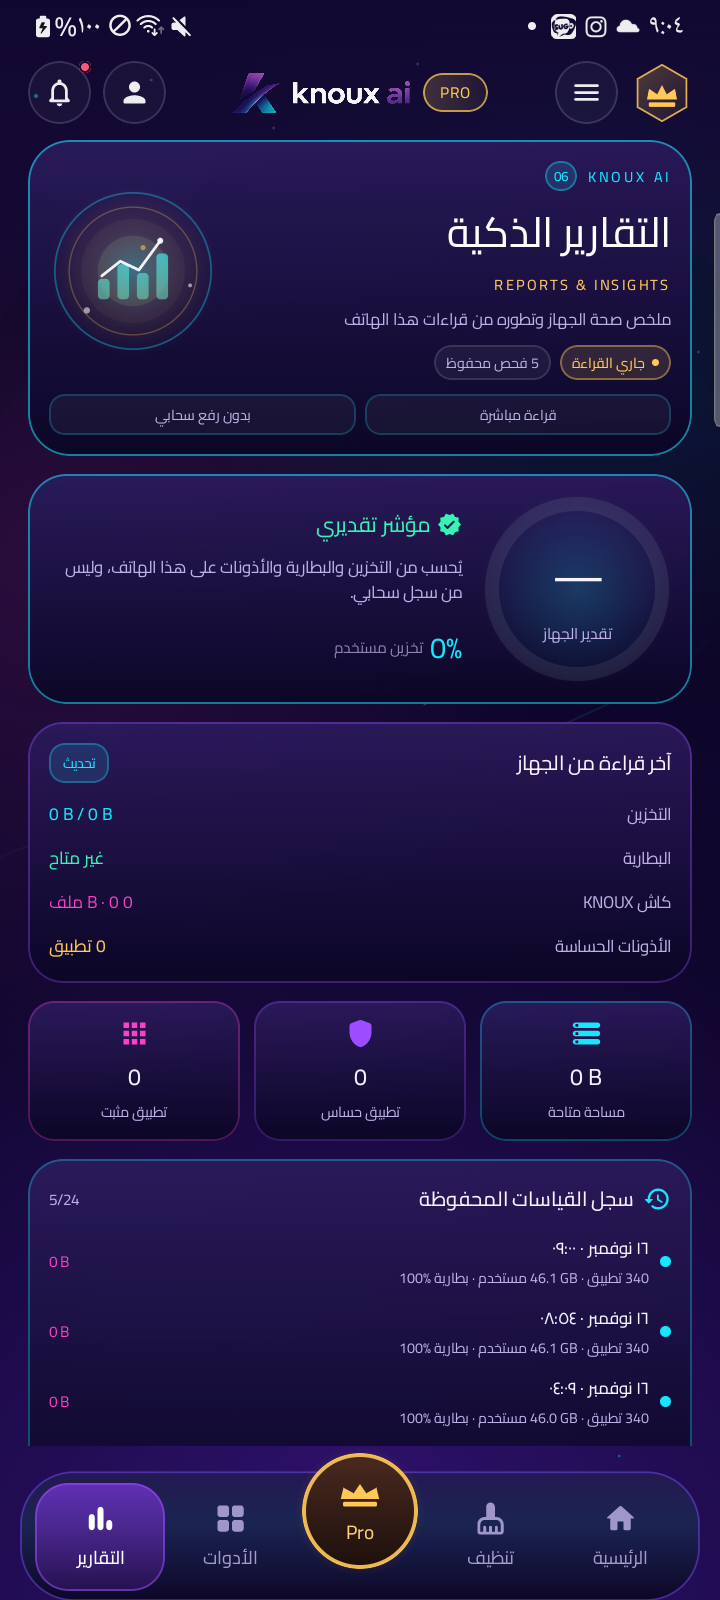 ٩:٠٤
%١٠٠
knoux ai
PRO
KNOUX AI 06
التقارير الذكية
REPORTS & INSIGHTS
ملخص صحة الجهاز وتطوره من قراءات هذا الهاتف
جاري القراءة
5 فحص محفوظ
قراءة مباشرة
بدون رفع سحابي
—
تقدير الجهاز
مؤشر تقديري
يُحسب من التخزين والبطارية والأذونات على هذا الهاتف، وليس
من سجل سحابي.
0% تخزين مستخدم
آخر قراءة من الجهاز
تحديث
التخزين
0 B / 0 B
البطارية
غير متاح
كاش KNOUX
0 B · 0 ملف
الأذونات الحساسة
0 تطبيق
0 B
مساحة متاحة
0
تطبيق حساس
0
تطبيق مثبت
سجل القياسات المحفوظة
5/24
١٦ نوفمبر · ٠٩:٠٠
340 تطبيق · 46.1 GB مستخدم · بطارية 100%
0 B
١٦ نوفمبر · ٠٨:٥٤
340 تطبيق · 46.1 GB مستخدم · بطارية 100%
0 B
١٦ نوفمبر · ٠٤:٠٩
340 تطبيق · 46.0 GB مستخدم · بطارية 100%
0 B
الرئيسية
تنظيف
Pro
الأدوات
التقارير